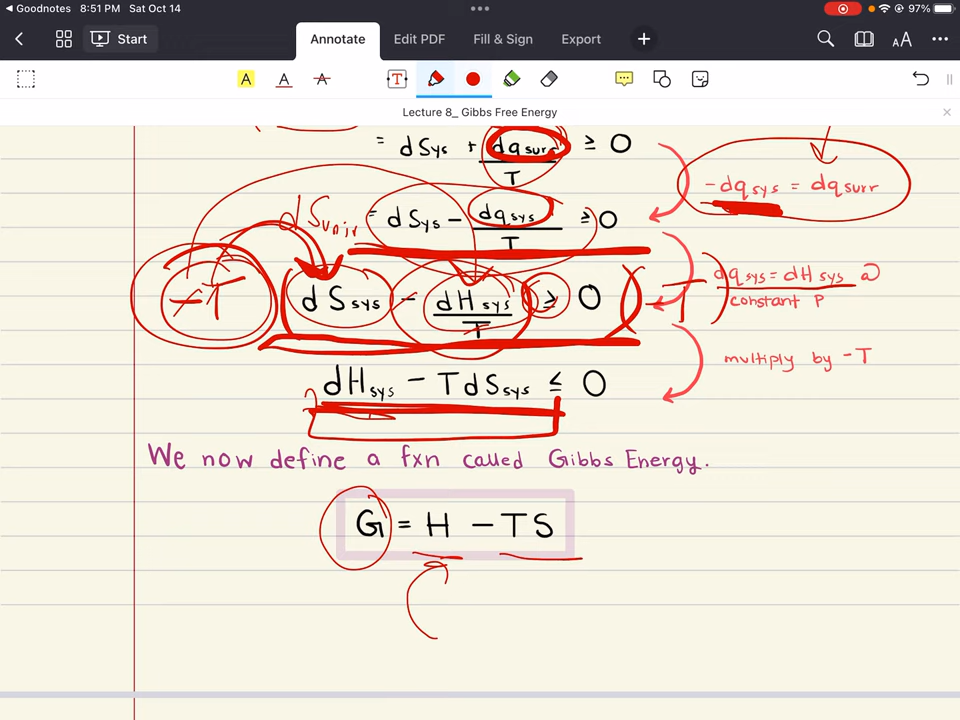 Goodnotes 8:51 PM Sat Oct 14 97%
Start Annotate Edit PDF Fill & Sign Export
Lecture 8_ Gibbs Free Energy
= dSsys + dqsurr / T ≥ 0
-dqsys = dqsurr
dSuniv = dSsys - dqsys / T ≥ 0
-T ( dSsys - dHsys / T ≥ 0 ) -T
dqsys = dHsys @ constant P
multiply by -T
dHsys - TdSsys ≤ 0
We now define a fxn called Gibbs Energy.
G = H - TS